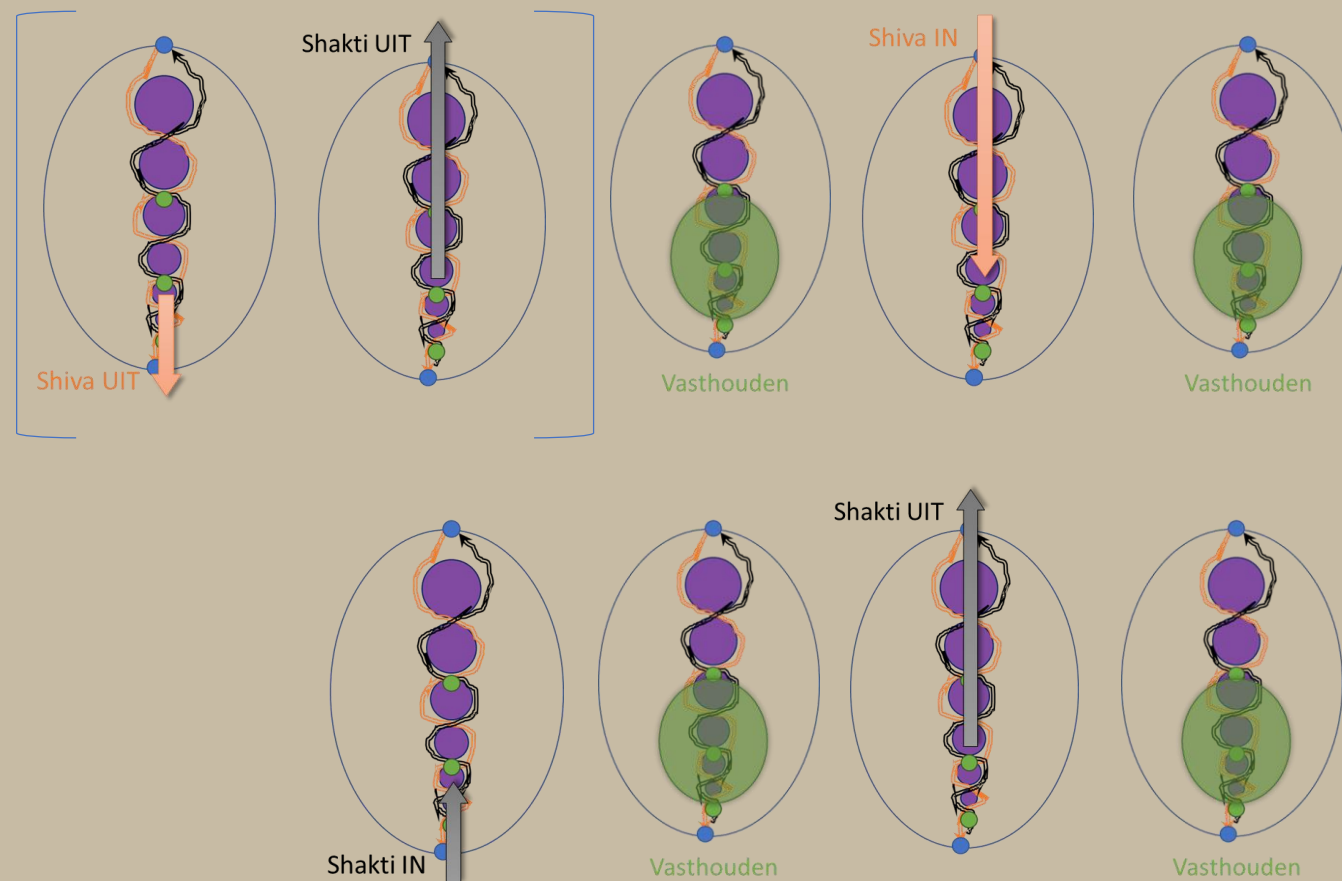 Shiva UIT
Shakti UIT
Vasthouden
Shiva IN
Vasthouden
Shakti IN
Vasthouden
Shakti UIT
Vasthouden